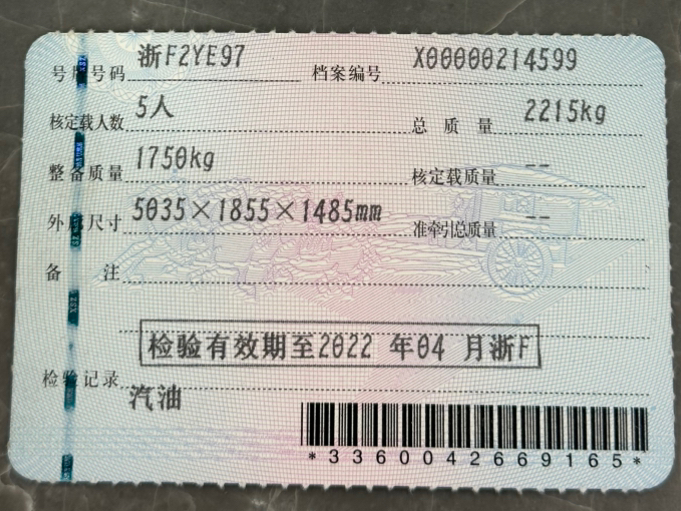 号牌号码 浙F2YE97 档案编号 X00000214599
核定载人数 5人 总质量 2215kg
整备质量 1750kg 核定载质量 --
外廓尺寸 5035×1855×1485mm 准牵引总质量 --
备注
检验有效期至2022 年04 月浙F
检验记录
汽油
*3360042669165*